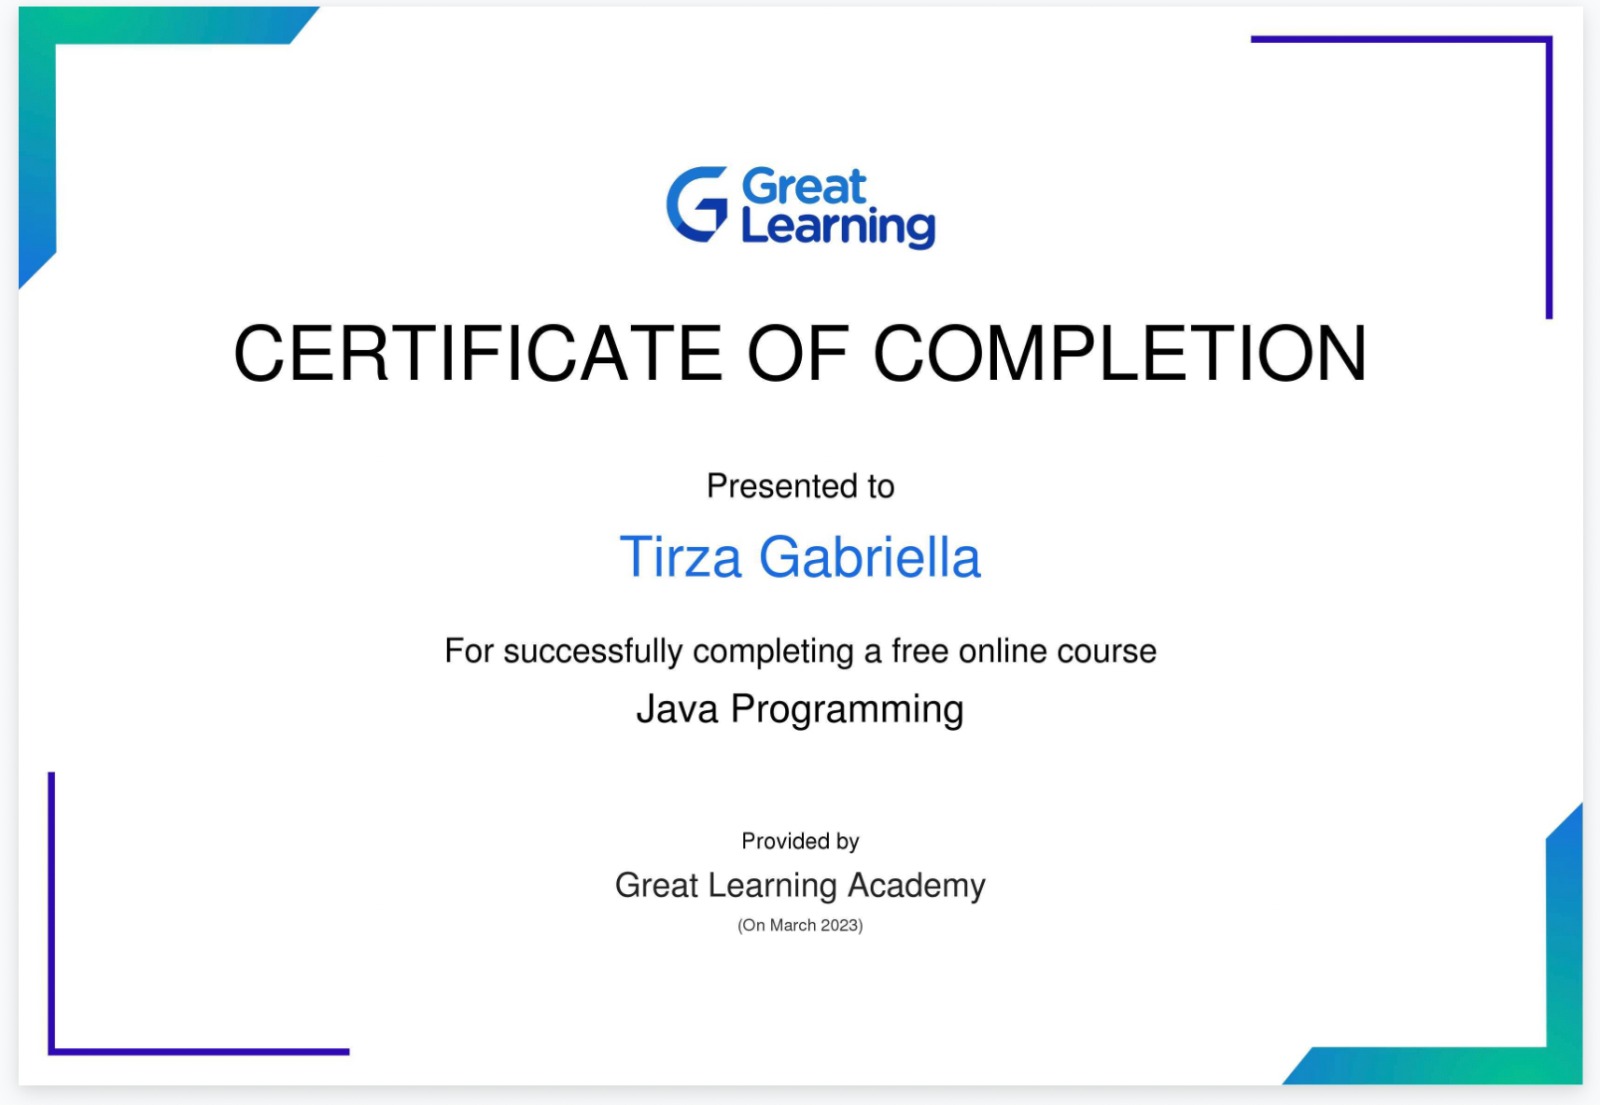 Great
Learning
CERTIFICATE OF COMPLETION
Presented to
Tirza Gabriella
For successfully completing a free online course
Java Programming
Provided by
Great Learning Academy
(On March 2023)